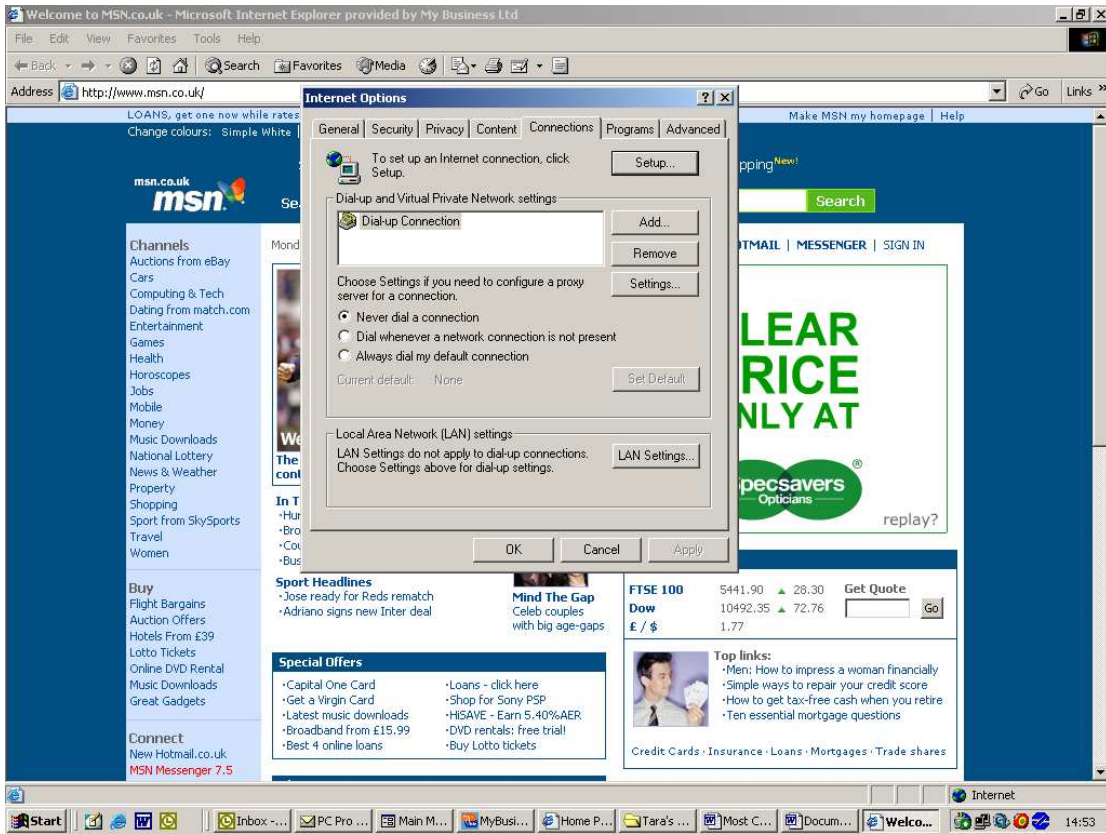 Welcome to MSN.co.uk - Microsoft Internet Explorer provided by My Business Ltd
File Edit View Favorites Tools Help
Back Search Favorites Media
Address http://www.msn.co.uk/ Go Links »
LOANS, get one now while rates Make MSN my homepage | Help
Change colours: Simple White |
pping New!
msn.co.uk
msn
Se Search
Mond TMAIL | MESSENGER | SIGN IN
Channels
Auctions from eBay
Cars
Computing & Tech
Dating from match.com
Entertainment
Games
Health
Horoscopes
Jobs
Mobile
Money
Music Downloads
National Lottery
News & Weather
Property
Shopping
Sport from SkySports
Travel
Women
Buy
Flight Bargains
Auction Offers
Hotels From £39
Lotto Tickets
Online DVD Rental
Music Downloads
Great Gadgets
Connect
New Hotmail.co.uk
MSN Messenger 7.5
We
The
cont
In T
·Hur
·Bro
·Cou
·Bus
Internet Options
General Security Privacy Content Connections Programs Advanced
To set up an Internet connection, click
Setup.
Setup...
Dial-up and Virtual Private Network settings
Dial-up Connection
Add...
Remove
Choose Settings if you need to configure a proxy
server for a connection.
Settings...
Never dial a connection
Dial whenever a network connection is not present
Always dial my default connection
Current default: None
Set Default
Local Area Network (LAN) settings
LAN Settings do not apply to dial-up connections.
Choose Settings above for dial-up settings.
LAN Settings...
OK Cancel Apply
LEAR
RICE
NLY AT
pecsavers
Opticians
®
replay?
Sport Headlines
·Jose ready for Reds rematch
·Adriano signs new Inter deal
Mind The Gap
Celeb couples
with big age-gaps
FTSE 100 5441.90 ▲ 28.30
Dow 10492.35 ▲ 72.76
£ / $ 1.77
Get Quote
Go
Special Offers
·Capital One Card
·Get a Virgin Card
·Latest music downloads
·Broadband from £15.99
·Best 4 online loans
·Loans - click here
·Shop for Sony PSP
·HiSAVE - Earn 5.40%AER
·DVD rentals: free trial!
·Buy Lotto tickets
Top links:
·Men: How to impress a woman financially
·Simple ways to repair your credit score
·How to get tax-free cash when you retire
·Ten essential mortgage questions
Credit Cards · Insurance · Loans · Mortgages · Trade shares
Internet
Start Inbox -... PC Pro ... Main M... MyBusi... Home P... Tara's ... Most C... Docum... Welco... 14:53